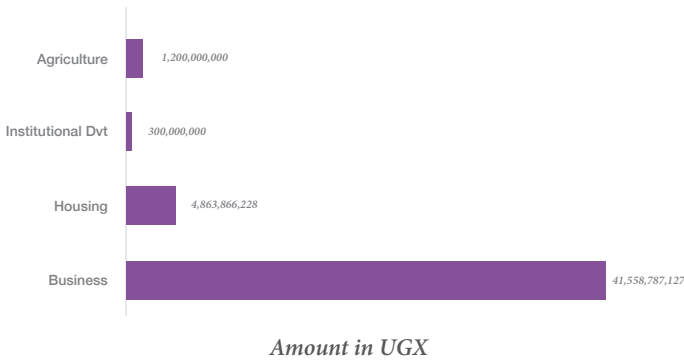 Agriculture 1,200,000,000
Institutional Dvt 300,000,000
Housing 4,863,866,228
Business 41,558,787,127
Amount in UGX